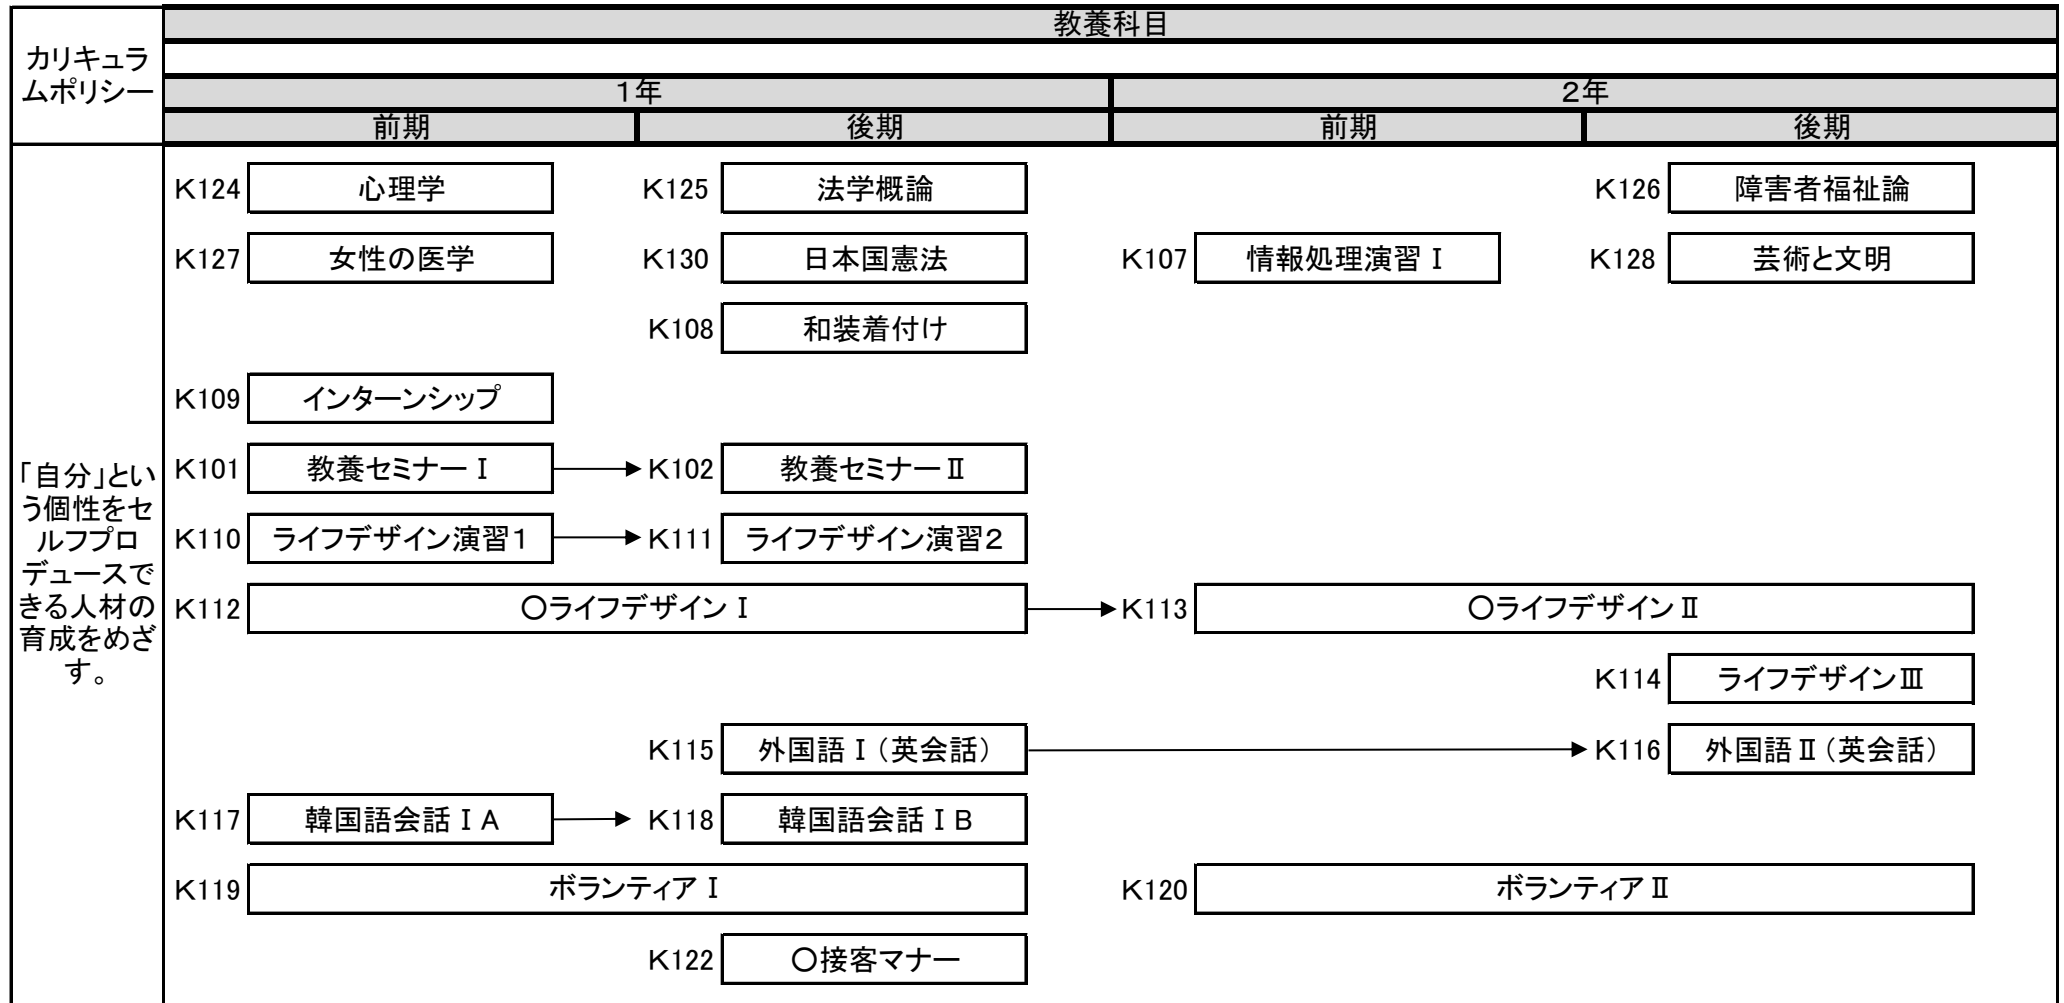 教養科目
カリキュラ
ムポリシー
1年 2年
前期 後期 前期 後期
K124 心理学 K125 法学概論 K126 障害者福祉論
K127 女性の医学 K130 日本国憲法 K107 情報処理演習Ⅰ K128 芸術と文明
K108 和装着付け
K109 インターンシップ
「自分」とい
う個性をセ
ルフプロ
デュースで
きる人材の
育成をめざ
す。
K101 教養セミナーⅠ K102 教養セミナーⅡ
K110 ライフデザイン演習1 K111 ライフデザイン演習2
K112 〇ライフデザインⅠ K113 〇ライフデザインⅡ
K114 ライフデザインⅢ
K115 外国語Ⅰ(英会話) K116 外国語Ⅱ(英会話)
K117 韓国語会話ⅠA K118 韓国語会話ⅠB
K119 ボランティアⅠ K120 ボランティアⅡ
K122 〇接客マナー